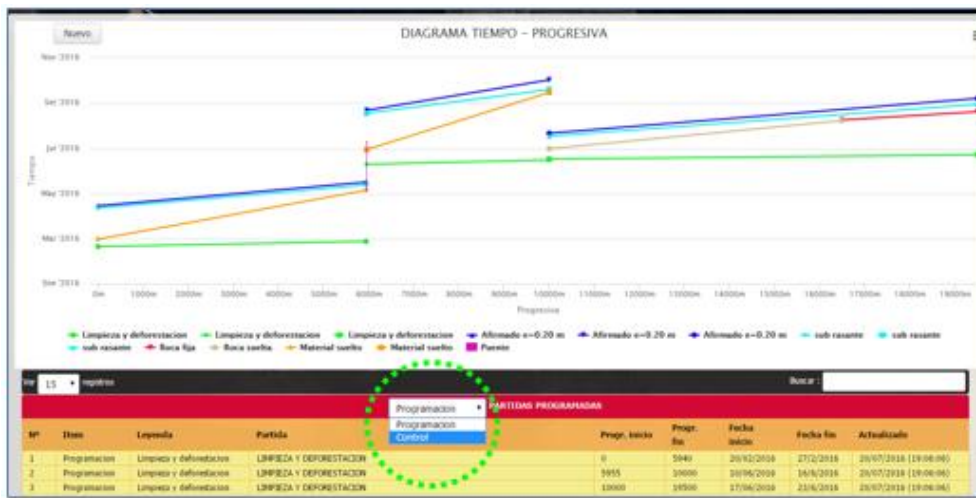 Nuevo
DIAGRAMA TIEMPO - PROGRESIVA
Nov '2016
Set '2016
Jul '2016
May '2016
Mar '2016
Ene '2016
Tiempo
0m 1000m 2000m 3000m 4000m 5000m 6000m 7000m 8000m 9000m 10000m 11000m 12000m 13000m 14000m 15000m 16000m 17000m 18000m 19000m
Progresiva
Limpieza y deforestacion Limpieza y deforestacion Limpieza y deforestacion Afirmado e=0.20 m Afirmado e=0.20 m Afirmado e=0.20 m sub rasante sub rasante
sub rasante Roca fija Roca suelta Material suelto Material suelto Puente
Ver 15 registros Buscar :
Programacion PARTIDAS PROGRAMADAS
Programacion
Control
Nº Item Leyenda Partida Progr. inicio Progr. fin Fecha inicio Fecha fin Actualizado
1 Programacion Limpieza y deforestacion LIMPIEZA Y DEFORESTACION 0 5940 20/02/2016 27/2/2016 20/07/2016 (19:06:06)
2 Programacion Limpieza y deforestacion LIMPIEZA Y DEFORESTACION 5955 10000 10/06/2016 16/6/2016 20/07/2016 (19:06:06)
3 Programacion Limpieza y deforestacion LIMPIEZA Y DEFORESTACION 10000 19500 17/06/2016 23/6/2016 20/07/2016 (19:06:06)